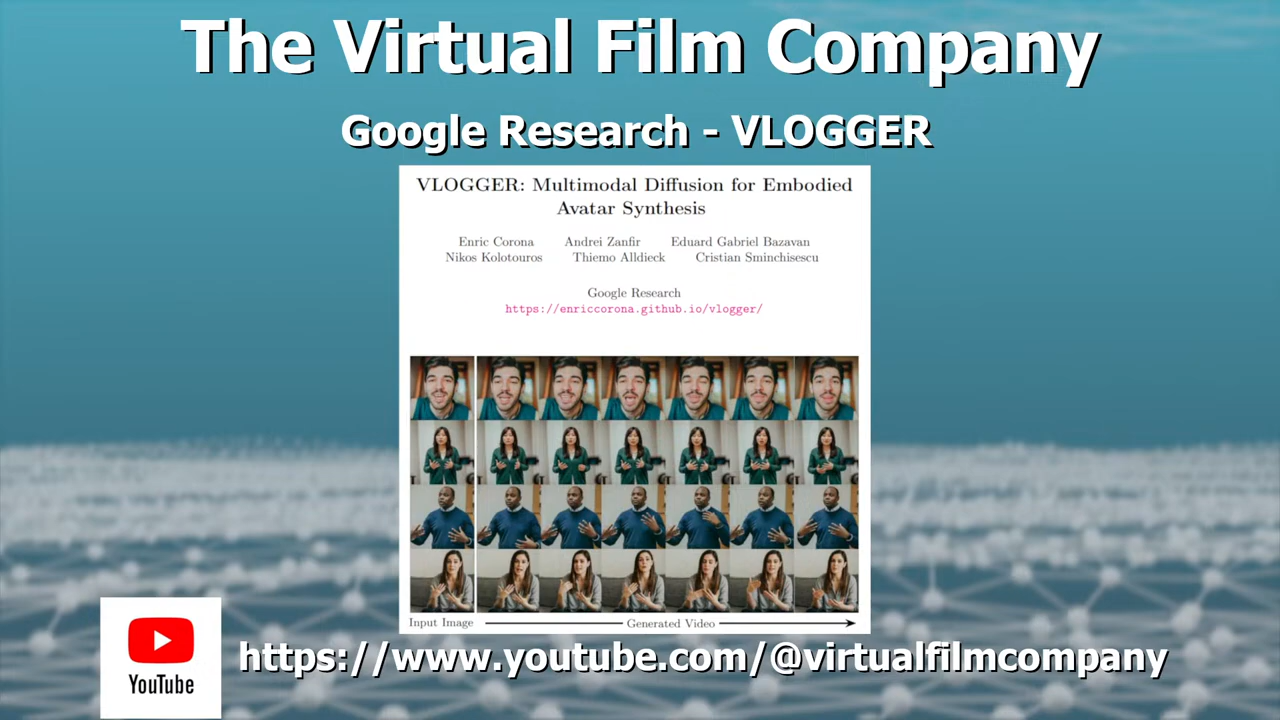 The Virtual Film Company
Google Research - VLOGGER
VLOGGER: Multimodal Diffusion for Embodied
Avatar Synthesis
Enric Corona Andrei Zanfir Eduard Gabriel Bazavan
Nikos Kolotouros Thiemo Alldieck Cristian Sminchisescu
Google Research
https://enriccorona.github.io/vlogger/
Input Image Generated Video
YouTube
https://www.youtube.com/@virtualfilmcompany